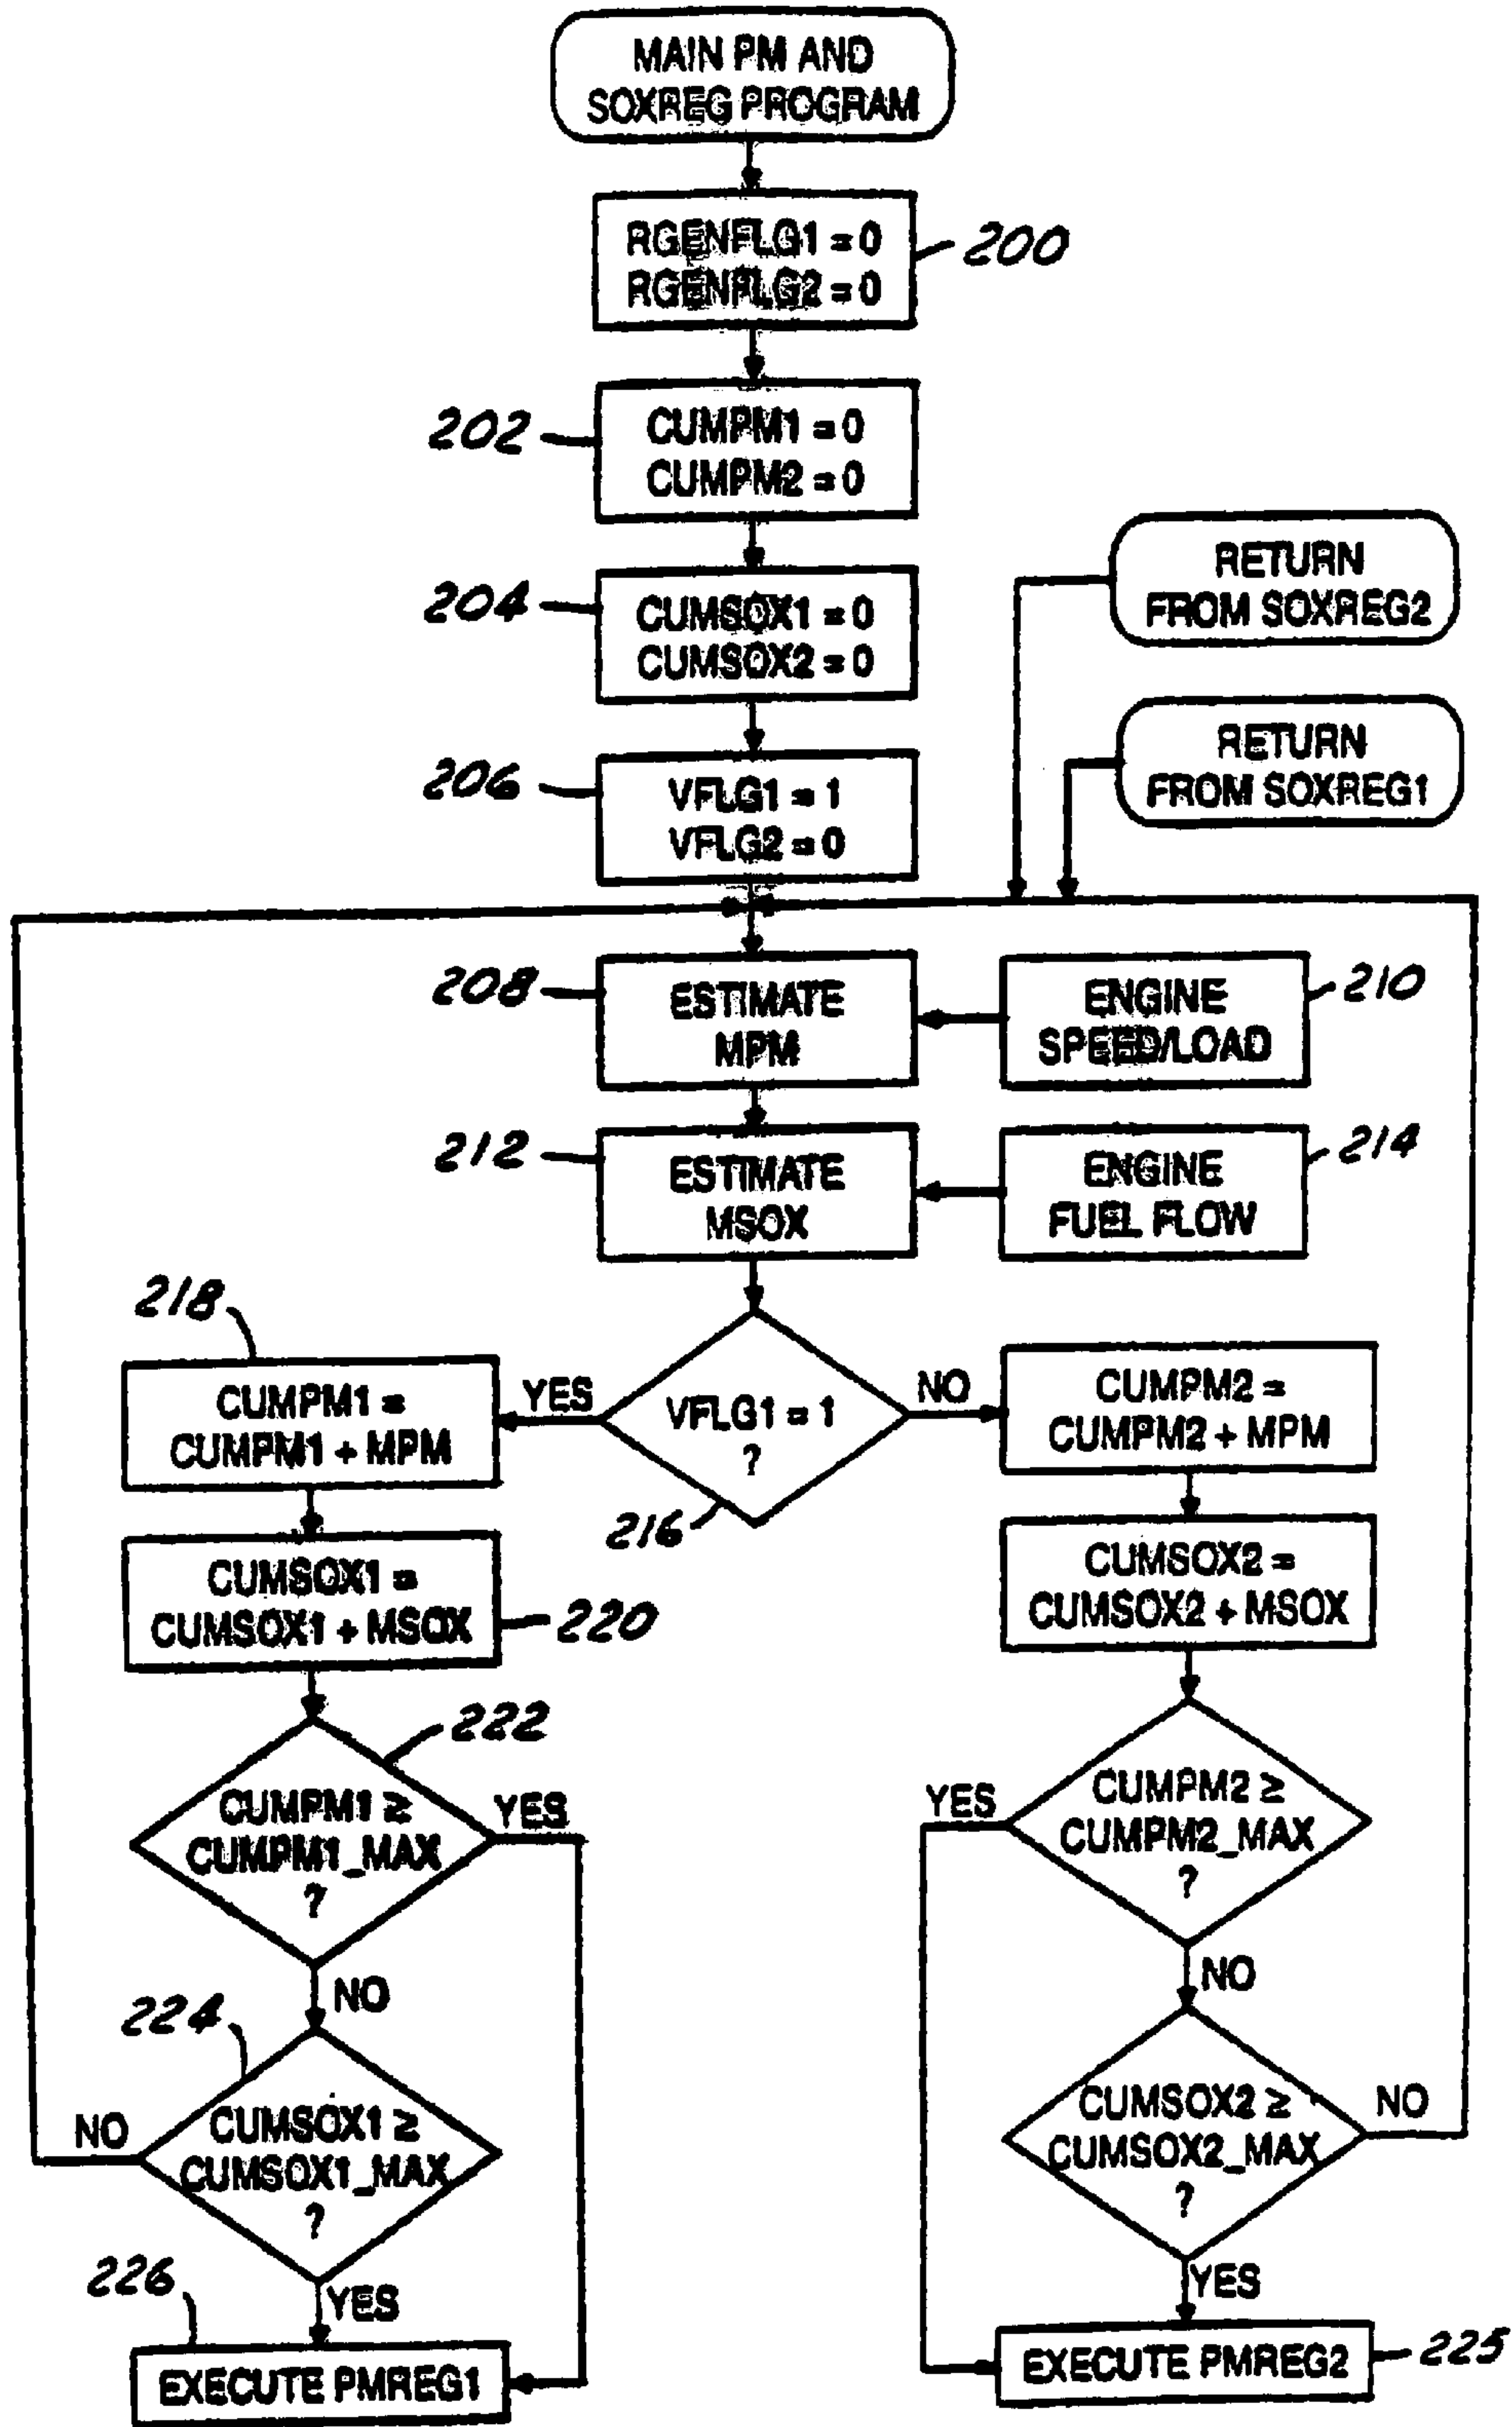 MAIN PM AND
SOXREG PROGRAM
RGENFLG1 = 0
RGENFLG2 = 0
200
202
CUMPM1 = 0
CUMPM2 = 0
204
CUMSOX1 = 0
CUMSOX2 = 0
RETURN
FROM SOXREG2
206
VFLG1 = 1
VFLG2 = 0
RETURN
FROM SOXREG1
208
ESTIMATE
MPM
ENGINE
SPEED/LOAD
210
212
ESTIMATE
MSOX
ENGINE
FUEL FLOW
214
218
CUMPM1 =
CUMPM1 + MPM
YES
VFLG1 = 1
?
216
NO
CUMPM2 =
CUMPM2 + MPM
CUMSOX1 =
CUMSOX1 + MSOX
220
CUMSOX2 =
CUMSOX2 + MSOX
222
CUMPM1 ≥
CUMPM1_MAX
?
YES
NO
YES
CUMPM2 ≥
CUMPM2_MAX
?
NO
224
CUMSOX1 ≥
CUMSOX1_MAX
?
NO
YES
CUMSOX2 ≥
CUMSOX2_MAX
?
NO
YES
226
EXECUTE PMREG1
EXECUTE PMREG2
225